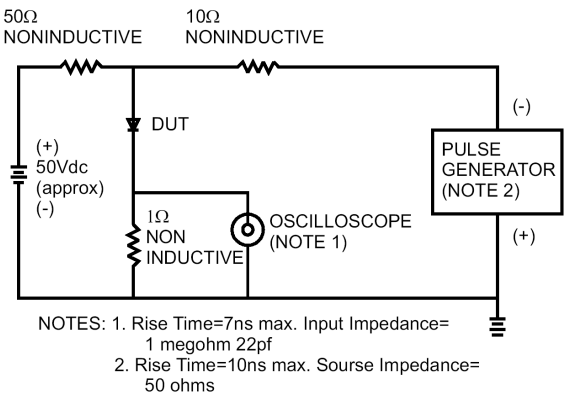 50Ω
NONINDUCTIVE
10Ω
NONINDUCTIVE
DUT
(+)
50Vdc
(approx)
(-)
1Ω
NON
INDUCTIVE
OSCILLOSCOPE
(NOTE 1)
(-)
PULSE
GENERATOR
(NOTE 2)
(+)
NOTES: 1. Rise Time=7ns max. Input Impedance=
1 megohm 22pf
2. Rise Time=10ns max. Sourse Impedance=
50 ohms